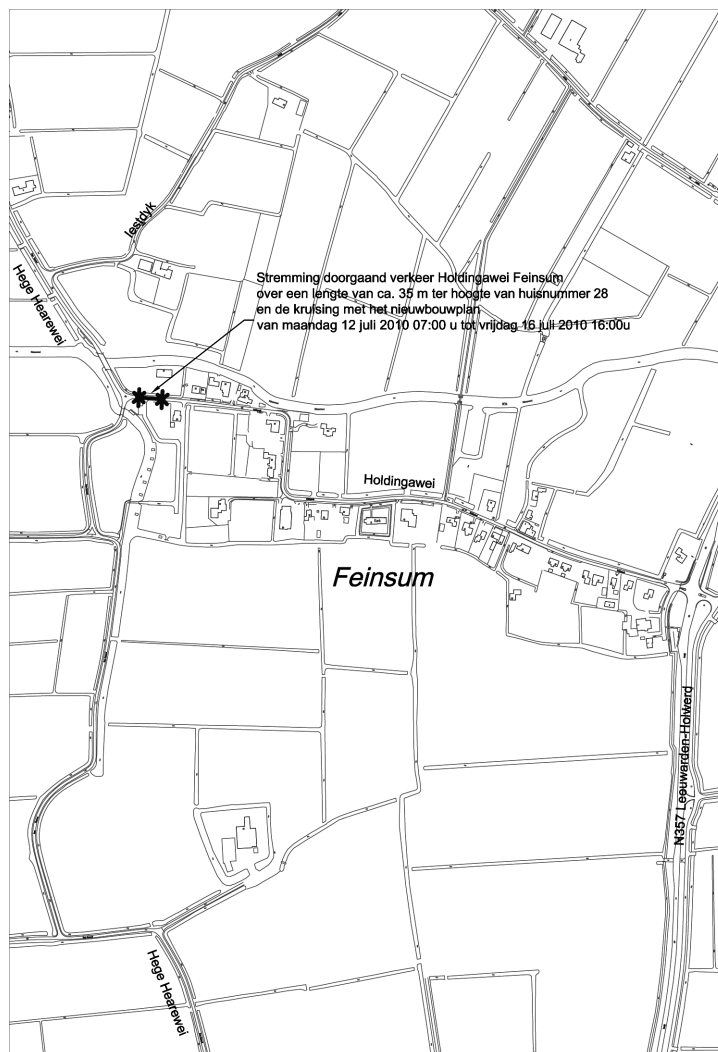 Iestdyk
Hege Hearewei
Stremming doorgaand verkeer Holdingawei Feinsum
over een lengte van ca. 35 m ter hoogte van huisnummer 28
en de kruising met het nieuwbouwplan
van maandag 12 juli 2010 07:00 u tot vrijdag 16 juli 2010 16:00u
Holdingawei
Kerk
Feinsum
N357 Leeuwarden-Holwerd
Hege Hearewei